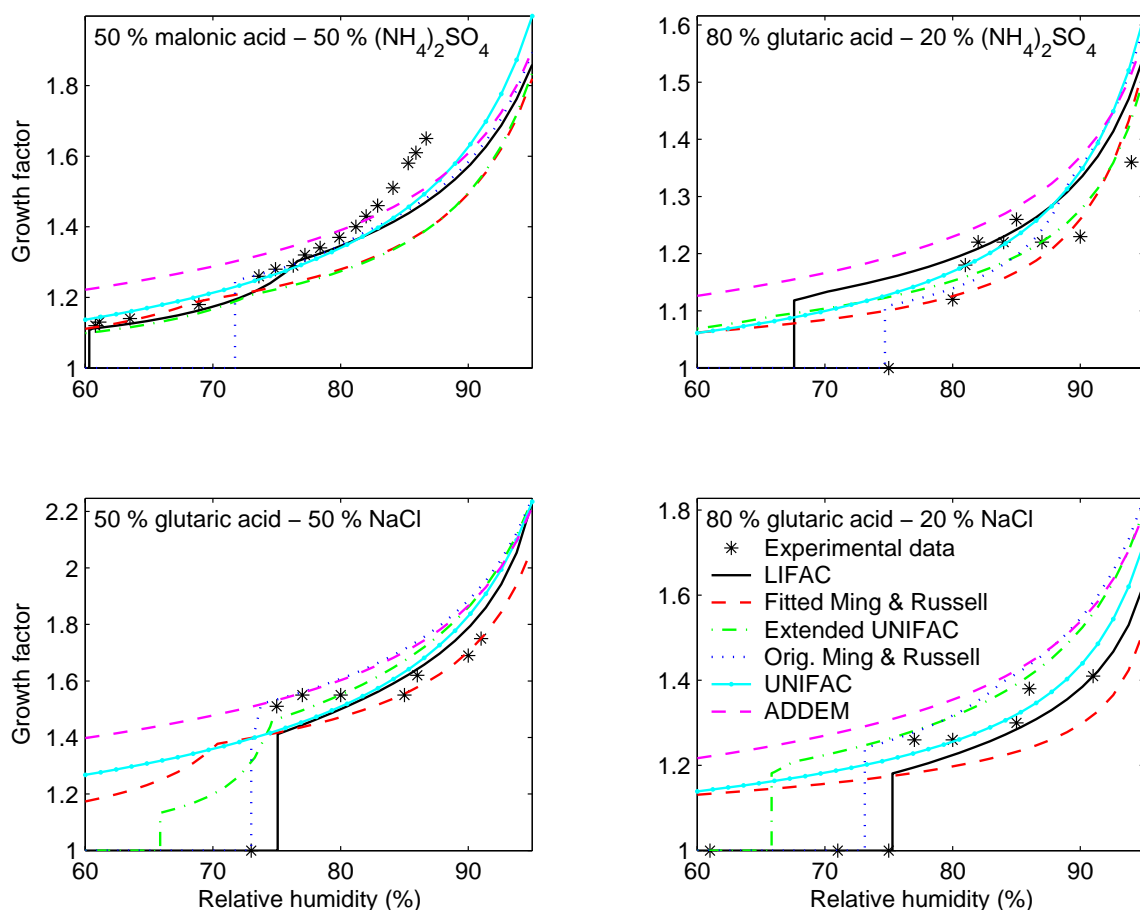 50 % malonic acid – 50 % (NH4)2SO4
1.8
1.6
1.4
1.2
1
Growth factor
60 70 80 90
80 % glutaric acid – 20 % (NH4)2SO4
1.6
1.5
1.4
1.3
1.2
1.1
1
60 70 80 90
50 % glutaric acid – 50 % NaCl
2.2
2
1.8
1.6
1.4
1.2
1
Growth factor
60 70 80 90
Relative humidity (%)
80 % glutaric acid – 20 % NaCl
Experimental data
LIFAC
Fitted Ming & Russell
Extended UNIFAC
Orig. Ming & Russell
UNIFAC
ADDEM
1.8
1.6
1.4
1.2
1
60 70 80 90
Relative humidity (%)